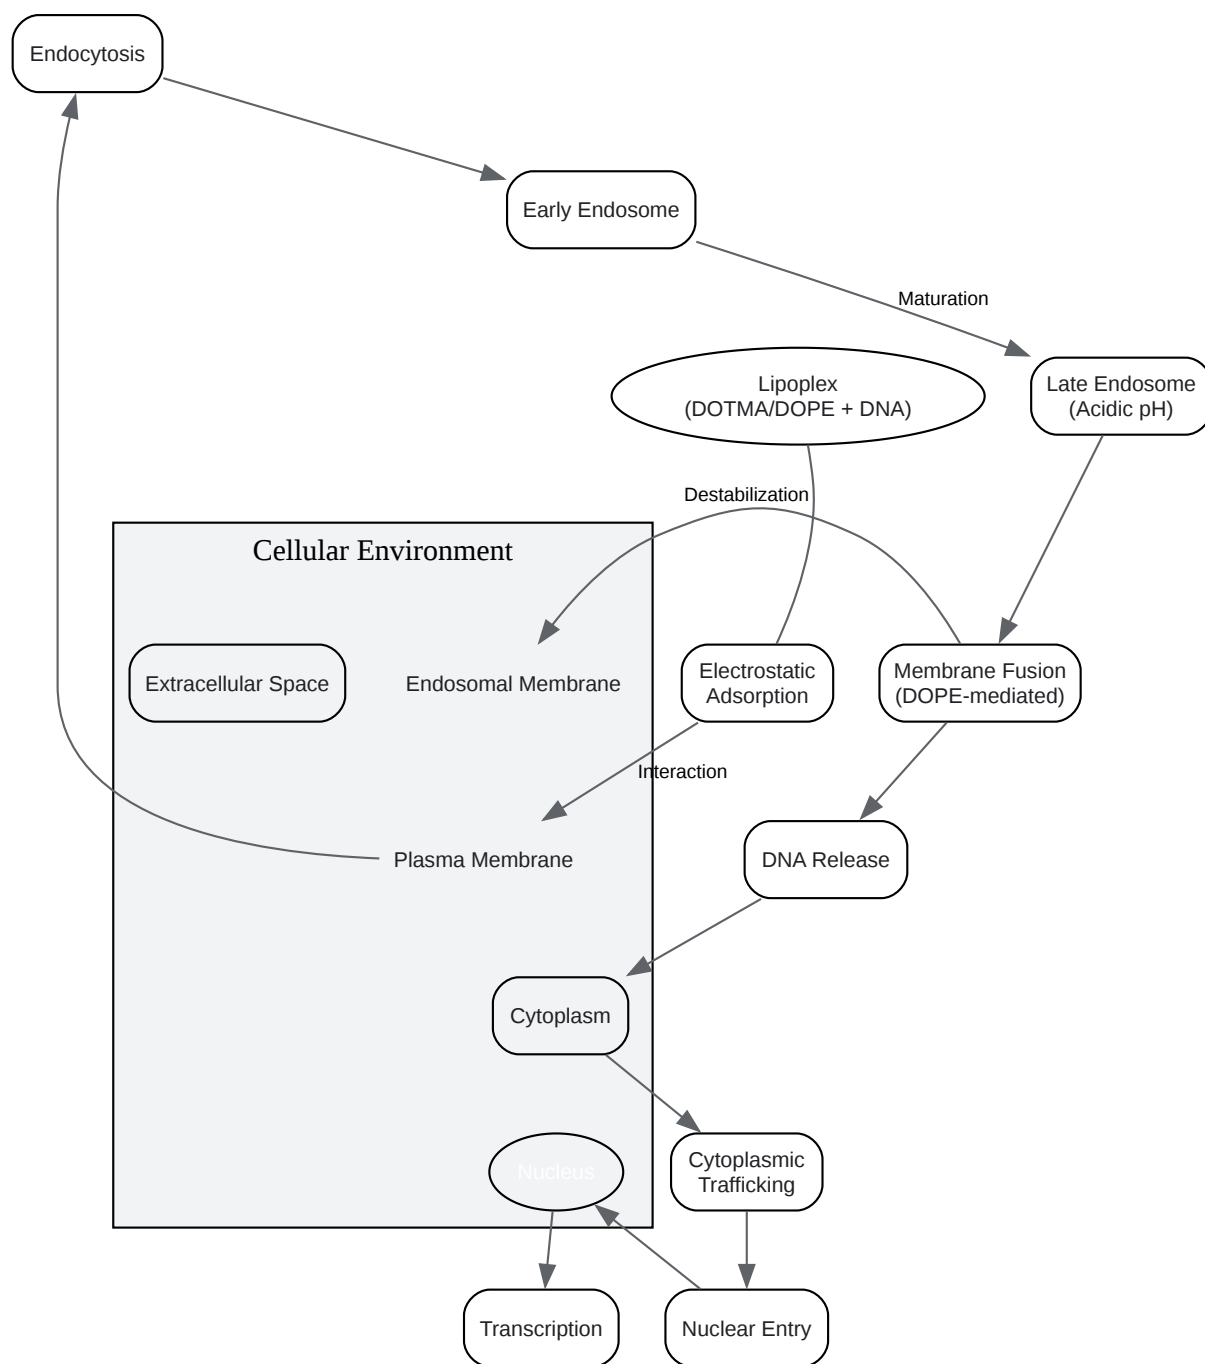 Endocytosis
Early Endosome
Maturation
Lipoplex
(DOTMA/DOPE + DNA)
Late Endosome
(Acidic pH)
Destabilization
Cellular Environment
Extracellular Space
Endosomal Membrane
Electrostatic
Adsorption
Membrane Fusion
(DOPE-mediated)
Interaction
Plasma Membrane
DNA Release
Cytoplasm
Nucleus
Cytoplasmic
Trafficking
Transcription
Nuclear Entry